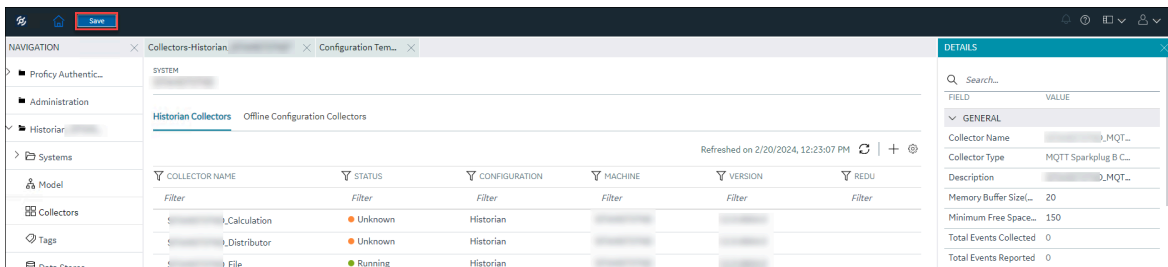 Save
NAVIGATION
Collectors-Historian.
Configuration Tem...
DETAILS
Proficy Authentic...
Administration
Historian
Systems
Model
Collectors
Tags
Data Stores
SYSTEM
Historian Collectors Offline Configuration Collectors
Refreshed on 2/20/2024, 12:23:07 PM
COLLECTOR NAME STATUS CONFIGURATION MACHINE VERSION REDU
Filter Filter Filter Filter Filter Filter
_Calculation Unknown Historian
_Distributor Unknown Historian
_File Running Historian
Search...
FIELD VALUE
GENERAL
Collector Name _MQT...
Collector Type MQTT Sparkplug B C...
Description _MQT...
Memory Buffer Size(... 20
Minimum Free Space... 150
Total Events Collected 0
Total Events Reported 0